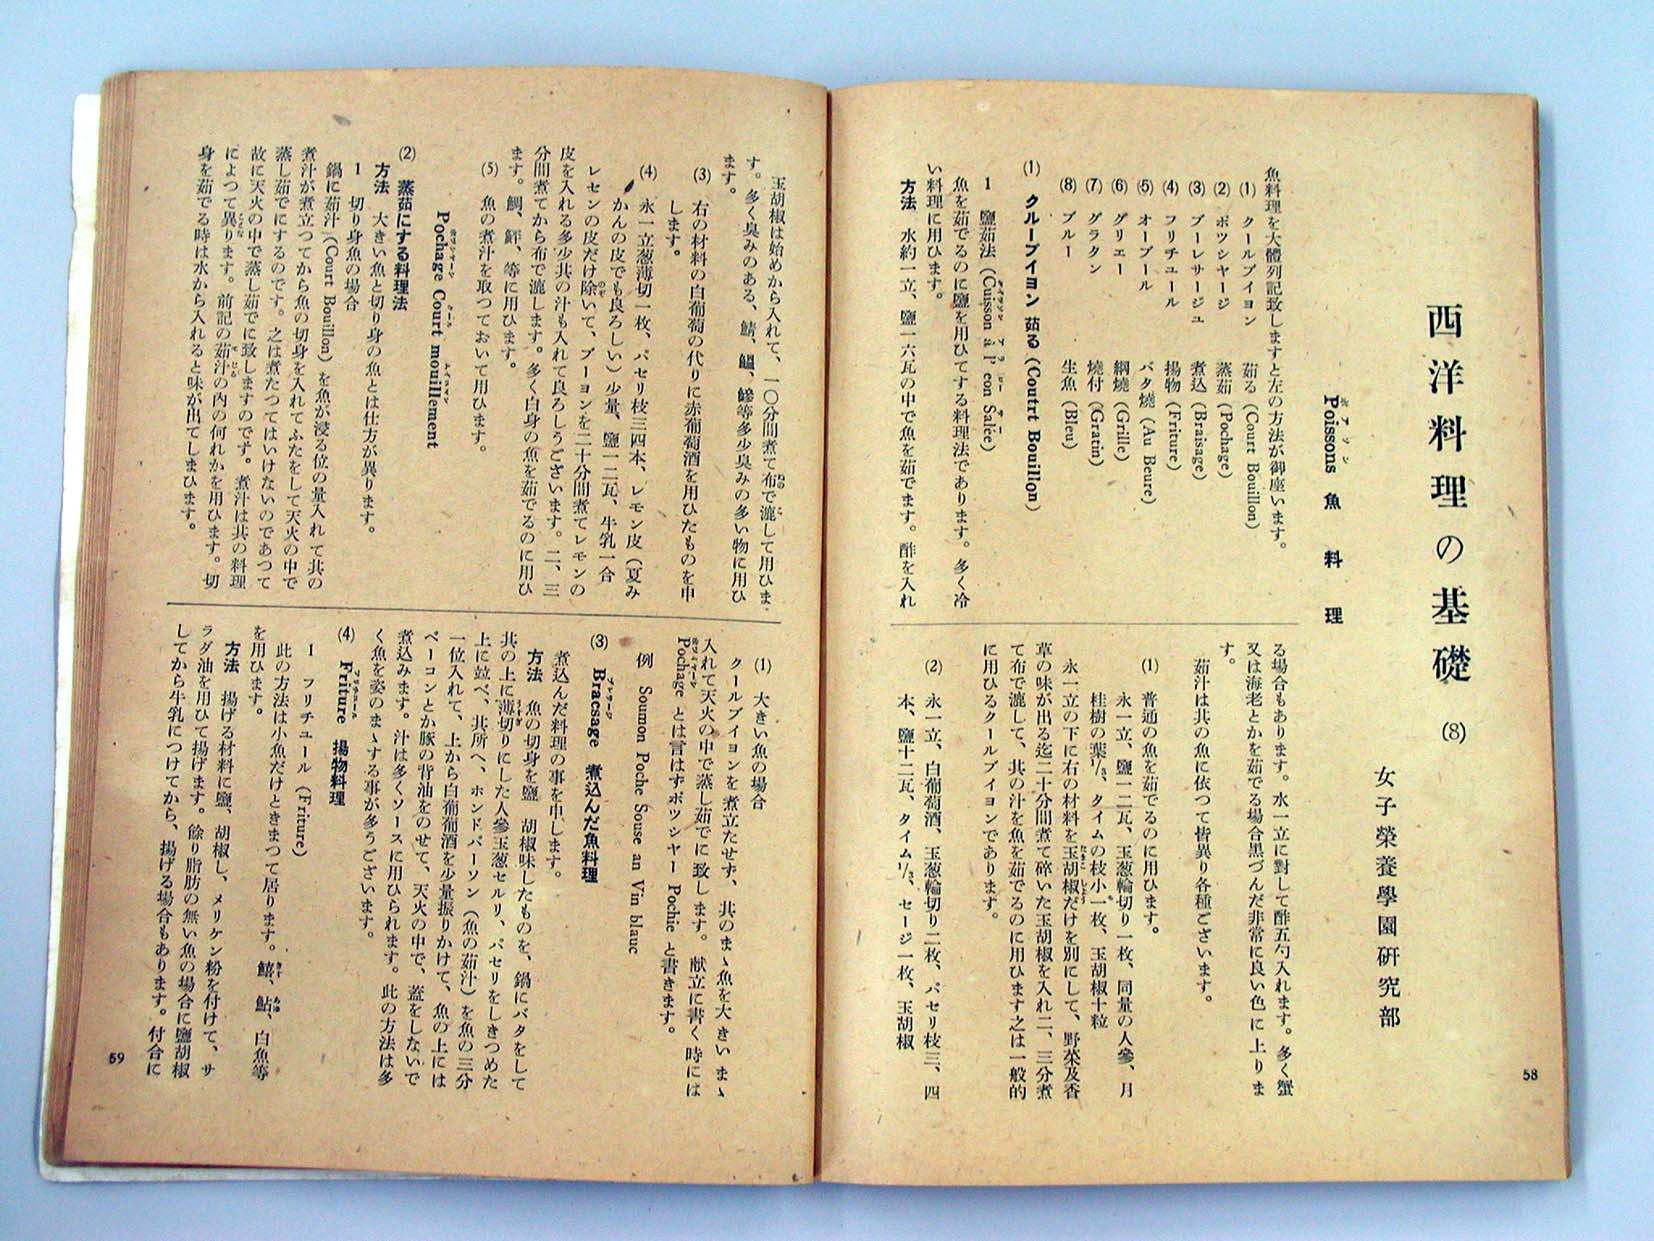 西洋料理の基礎 (8)
女子榮養學園研究部
Poissons 魚料理
ポアッソン
魚料理を大體列記致しますと左の方法が御座います。
(1) クールブイヨン 茹る (Court Bouillon)
(2) ポツシヤージ 蒸茹 (Pochage)
(3) ブーレサージュ 煮込 (Braisage)
(4) フリチュール 揚物 (Friture)
(5) オーブール バタ燒 (Au Beure)
(6) グリエー 網燒 (Grille)
(7) グラタン 燒付 (Gratin)
(8) ブルー 生魚 (Bleu)
(1) クルーブイヨン 茹る (Coutrt Bouillon)
1 鹽茹法 (Cuisson á l' eon Salée)
魚を茹でるのに鹽を用ひてする料理法であります。多く冷
い料理に用ひます。
方法、水約一立、鹽一六瓦の中で魚を茹でます。酢を入れ
る場合もあります。水一立に對して酢五勺入れます。多く蟹
又は海老とかを茹でる場合黒づんだ非常に良い色に上りま
す。
茹汁は其の魚に依つて皆異り各種ございます。
(1) 普通の魚を茹でるのに用ひます。
永一立、鹽一二瓦、玉葱輪切り一枚、同量の人參、月
桂樹の葉1/3、タイムの枝小一枚、玉胡椒十粒
永一立の下に右の材料を玉胡椒だけを別にして、野菜及香
草の味が出る迄二十分間煮て碎いた玉胡椒を入れ二、三分煮
て布で漉して、其の汁を魚を茹でるのに用ひます之は一般的
に用ひるクールブイヨンであります。
(2) 永一立、白葡萄酒、玉葱輪切り二枚、パセリ枝三、四
本、鹽十二瓦、タイム1/3、セージ一枚、玉胡椒
58
玉胡椒は始めから入れて、一〇分間煮て布で漉して用ひま
す。多く臭みのある、鯖、鰮、鰺等多少臭みの多い物に用ひ
ます。
(3) 右の材料の白葡萄の代りに赤葡萄酒を用ひたものを申
します。
(4) 永一立葱薄切一枚、パセリ枝三四本、レモン皮(夏み
かんの皮でも良ろしい)少量、鹽一二瓦、牛乳一合
レセンの皮だけ除いて、ブーヨンを二十分間煮てレモンの
皮を入れる多少共の汁も入れて良ろしうございます。二、三
分間煮てから布で漉します。多く白身の魚を茹でるのに用ひ
ます。鯛、鮃、等に用ひます。
(5) 魚の煮汁を取つておいて用ひます。
Pochage Court mouillement
(2) 蒸茹にする料理法
方法 大きい魚と切り身の魚とは仕方が異ります。
1 切り身魚の場合
鍋に茹汁 (Court Bouillon) を魚が浸る位の量入れて其の
煮汁が煮立つてから魚の切身を入れてふたをして天火の中で
蒸し茹でにするのです。之は煮たつてはいけないのであつて
故に天火の中で蒸し茹でに致しますのです。煮汁は共の料理
によつて異ります。前記の茹汁の内の何れかを用ひます。切
身を茹でる時は水から入れると味が出てしまひます。
(1) 大きい魚の場合
クールブイヨンを煮立たせず、其のまゝ魚を大きいまゝ
入れて天火の中で蒸し茹でに致します。献立に書く時には
Pochage とは言はずポツシヤー Pochie と書きます。
例 Soumon Poche Souse an Vin blauc
(3) Bracsage 煮込んだ魚料理
ブレサージ
煮込んだ料理の事を申します。
方法 魚の切身を鹽 胡椒味したものを、鍋にバタをして
其の上に薄切りにした人參玉葱セルリ、パセリをしきつめた
上に竝べ、共所へ、ホンドパーソン (魚の茹汁) を魚の三分
一位入れて、上から白葡葡酒を少量振りかけて、魚の上には
ベーコンとか豚の背油をのせて、天火の中で、蓋をしないで
煮込みます。汁は多くソースに用ひられます。此の方法は多
く魚を姿のまゝする事が多うございます。
(4) Friture 揚物料理
フリチュール
1 フリチュール (Friture)
此の方法は小魚だけときまつて居ります。鱚、鮎、白魚等
を用ひます。
方法 揚げる材料に鹽、胡椒し、メリケン粉を付けて、サ
ラダ油を用ひて揚げます。餘り脂肪の無い魚の場合に鹽胡椒
してから牛乳につけてから、揚げる場合もあります。付合に
59